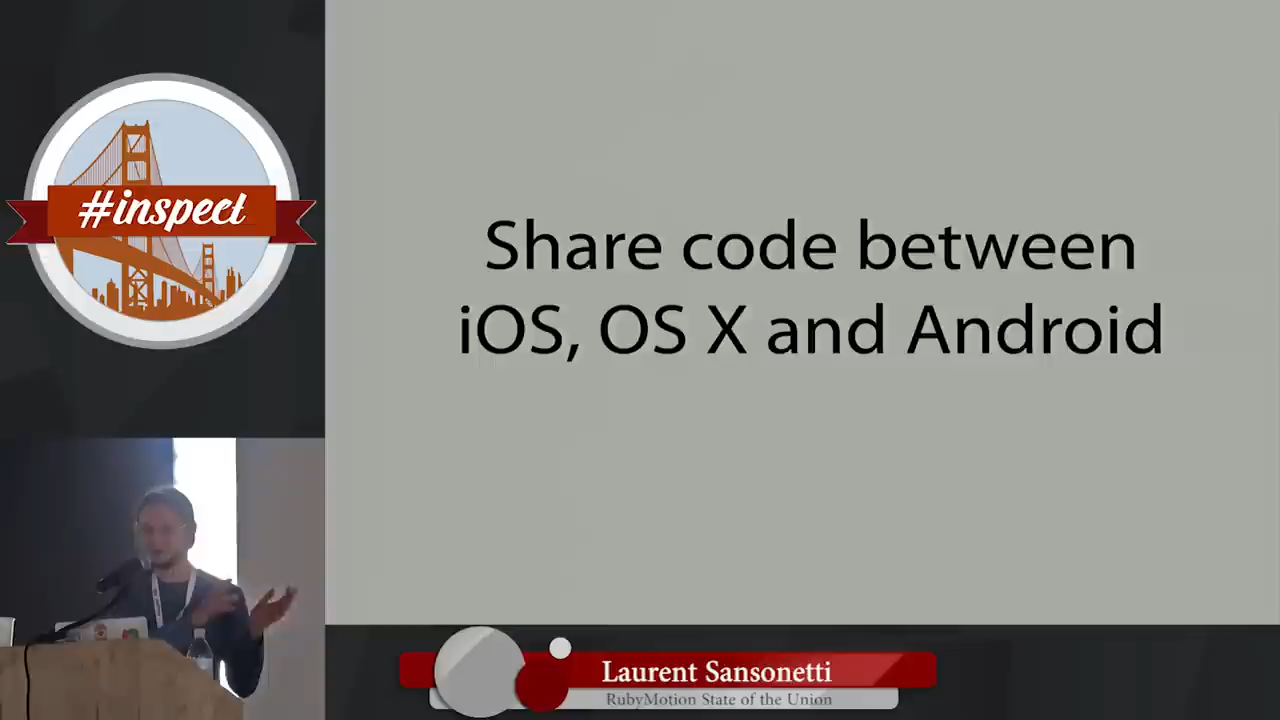 #inspect
Share code between
iOS, OS X and Android
Laurent Sansonetti
RubyMotion State of the Union